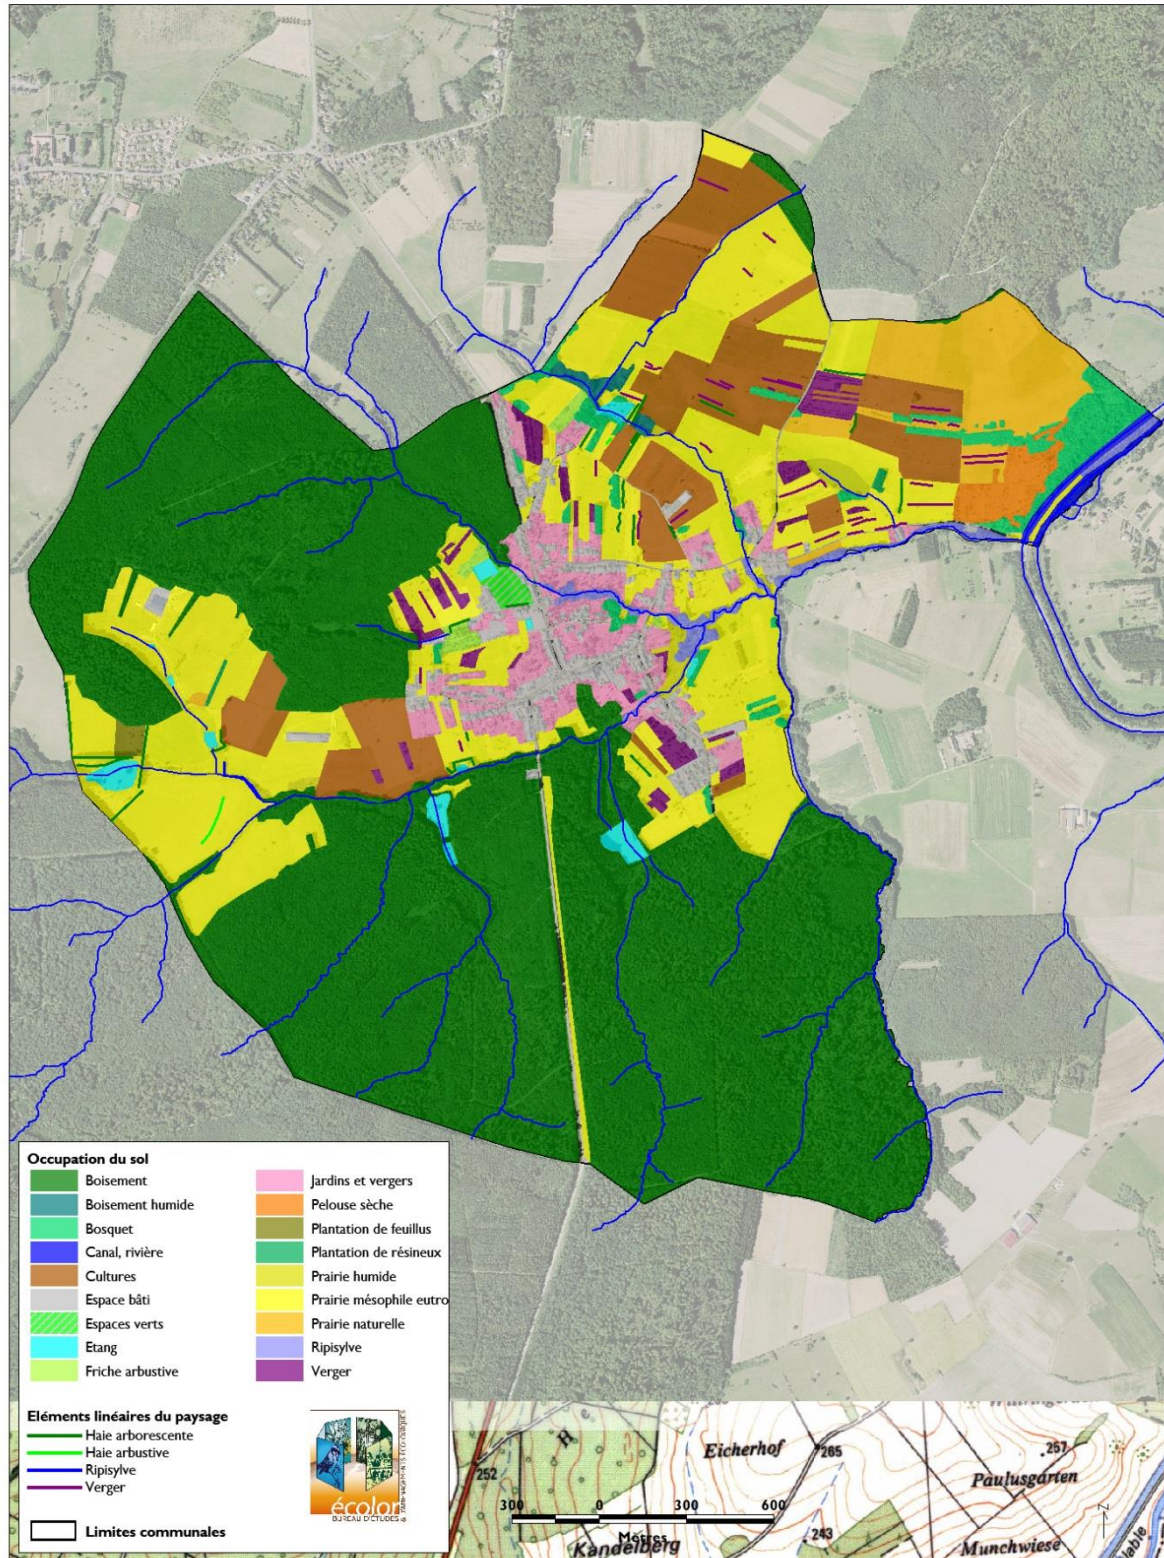 Occupation du sol
Boisement
Boisement humide
Bosquet
Canal, rivière
Cultures
Espace bâti
Espaces verts
Etang
Friche arbustive
Jardins et vergers
Pelouse sèche
Plantation de feuillus
Plantation de résineux
Prairie humide
Prairie mésophile eutro
Prairie naturelle
Ripisylve
Verger
Eléments linéaires du paysage
Haie arborescente
Haie arbustive
Ripisylve
Verger
Limites communales
écolor
BUREAU D'ETUDES
300 0 300 600
Mètres
H
252
Eicherhof
265
257
Paulusgarten
243
Kandelberg
Munchwiese
Z